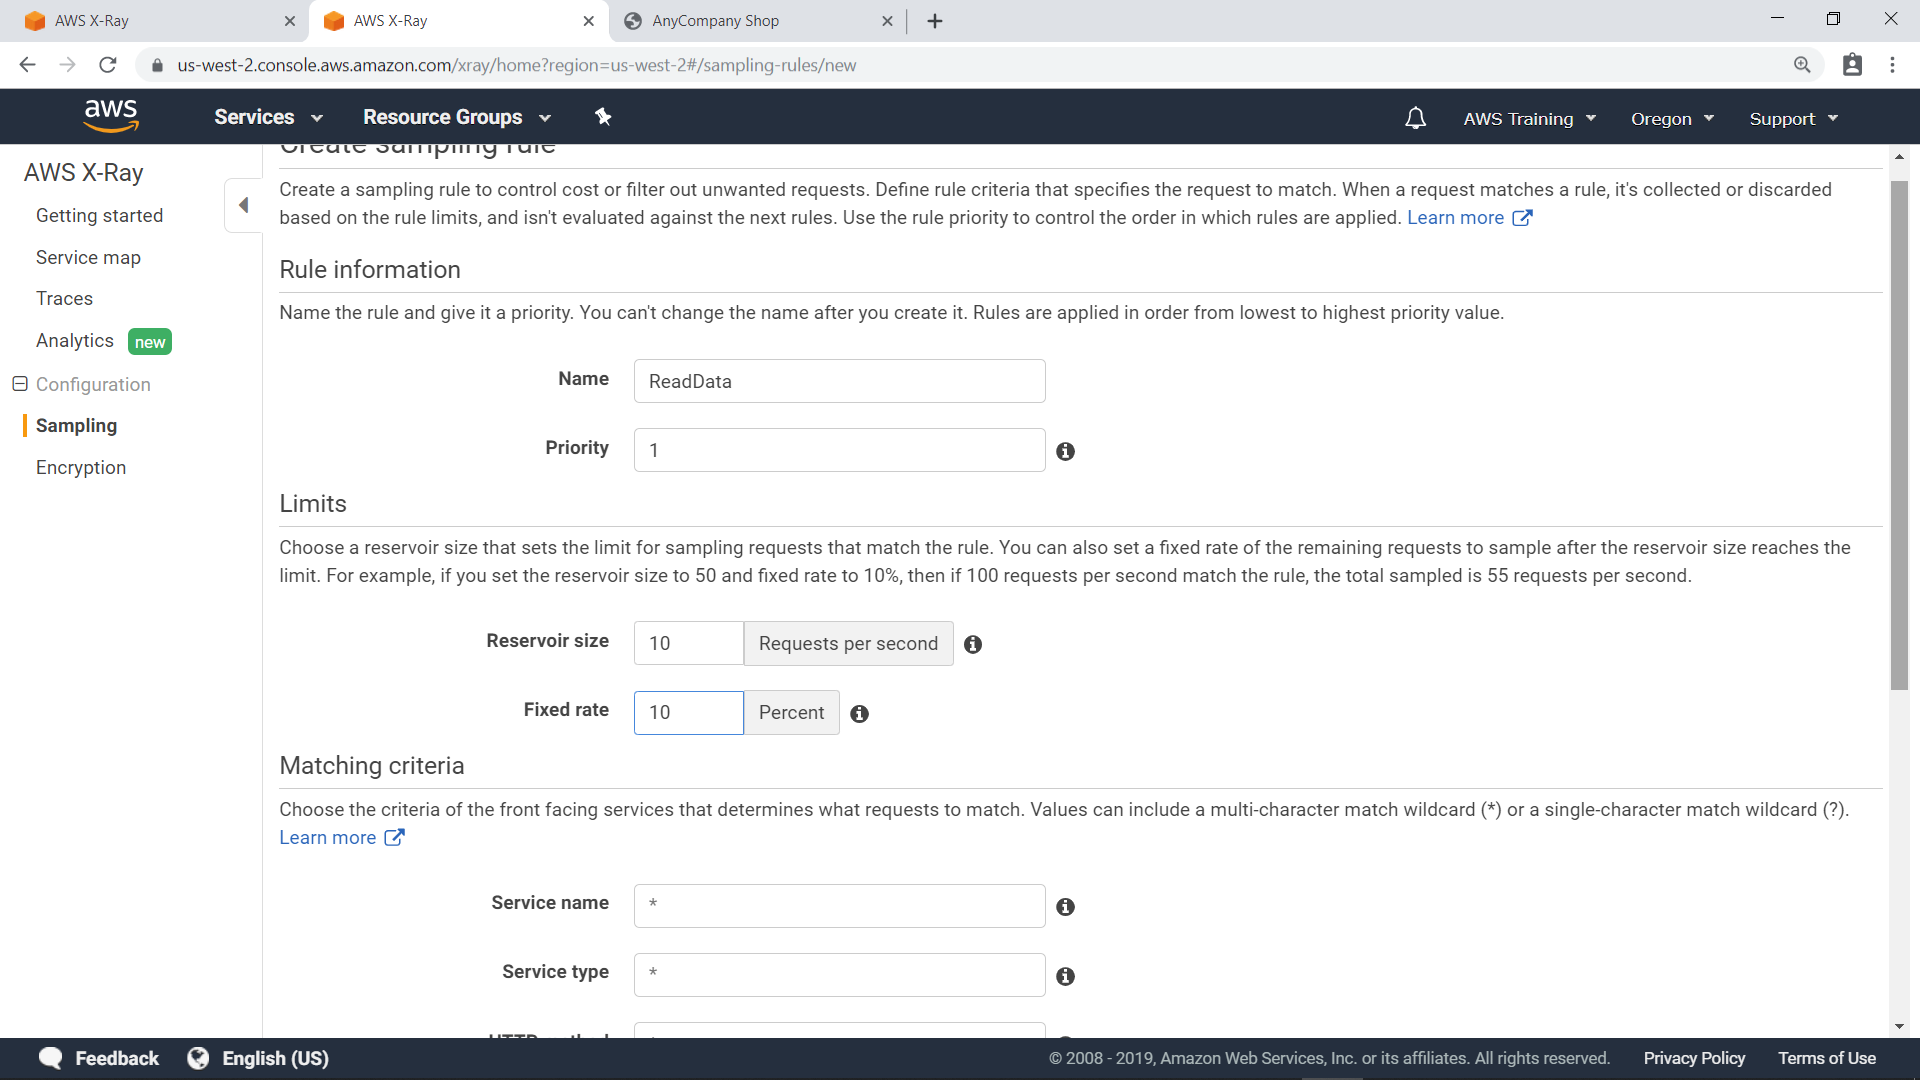 AWS X-Ray
AWS X-Ray
AnyCompany Shop
us-west-2.console.aws.amazon.com/xray/home?region=us-west-2#/sampling-rules/new
aws
Services
Resource Groups
AWS Training
Oregon
Support
AWS X-Ray
Getting started
Service map
Traces
Analytics new
Configuration
Sampling
Encryption
Create sampling rule
Create a sampling rule to control cost or filter out unwanted requests. Define rule criteria that specifies the request to match. When a request matches a rule, it's collected or discarded
based on the rule limits, and isn't evaluated against the next rules. Use the rule priority to control the order in which rules are applied. Learn more
Rule information
Name the rule and give it a priority. You can't change the name after you create it. Rules are applied in order from lowest to highest priority value.
Name ReadData
Priority 1
Limits
Choose a reservoir size that sets the limit for sampling requests that match the rule. You can also set a fixed rate of the remaining requests to sample after the reservoir size reaches the
limit. For example, if you set the reservoir size to 50 and fixed rate to 10%, then if 100 requests per second match the rule, the total sampled is 55 requests per second.
Reservoir size 10 Requests per second
Fixed rate 10 Percent
Matching criteria
Choose the criteria of the front facing services that determines what requests to match. Values can include a multi-character match wildcard (*) or a single-character match wildcard (?).
Learn more
Service name *
Service type *
HTTP method
Feedback
English (US)
© 2008 - 2019, Amazon Web Services, Inc. or its affiliates. All rights reserved.
Privacy Policy
Terms of Use